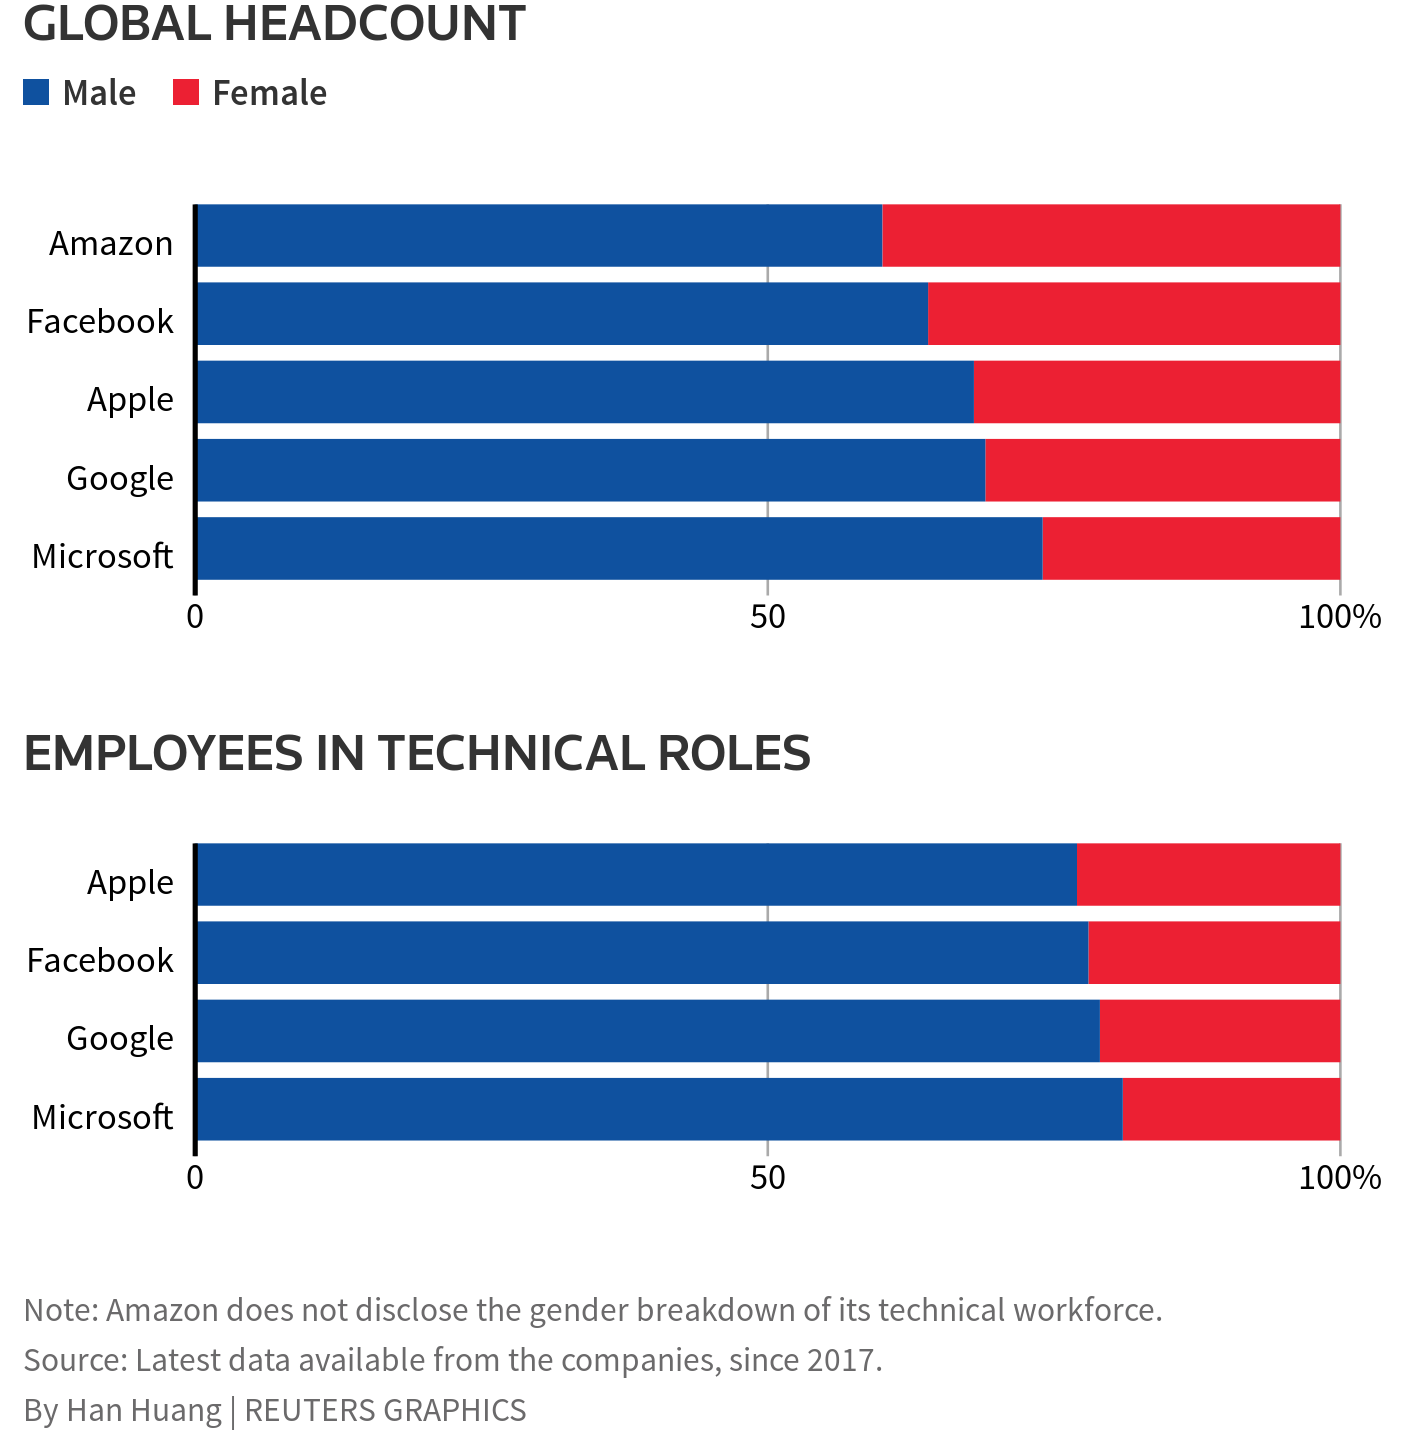 GLOBAL HEADCOUNT
Male Female
Amazon
Facebook
Apple
Google
Microsoft
0 50 100%
EMPLOYEES IN TECHNICAL ROLES
Apple
Facebook
Google
Microsoft
0 50 100%
Note: Amazon does not disclose the gender breakdown of its technical workforce.
Source: Latest data available from the companies, since 2017.
By Han Huang | REUTERS GRAPHICS